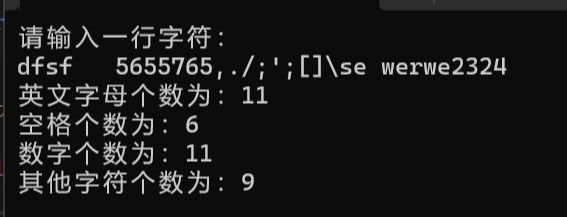 请输入一行字符:
dfsf   5655765,./;';[]\se werwe2324
英文字母个数为: 11
空格个数为: 6
数字个数为: 11
其他字符个数为: 9